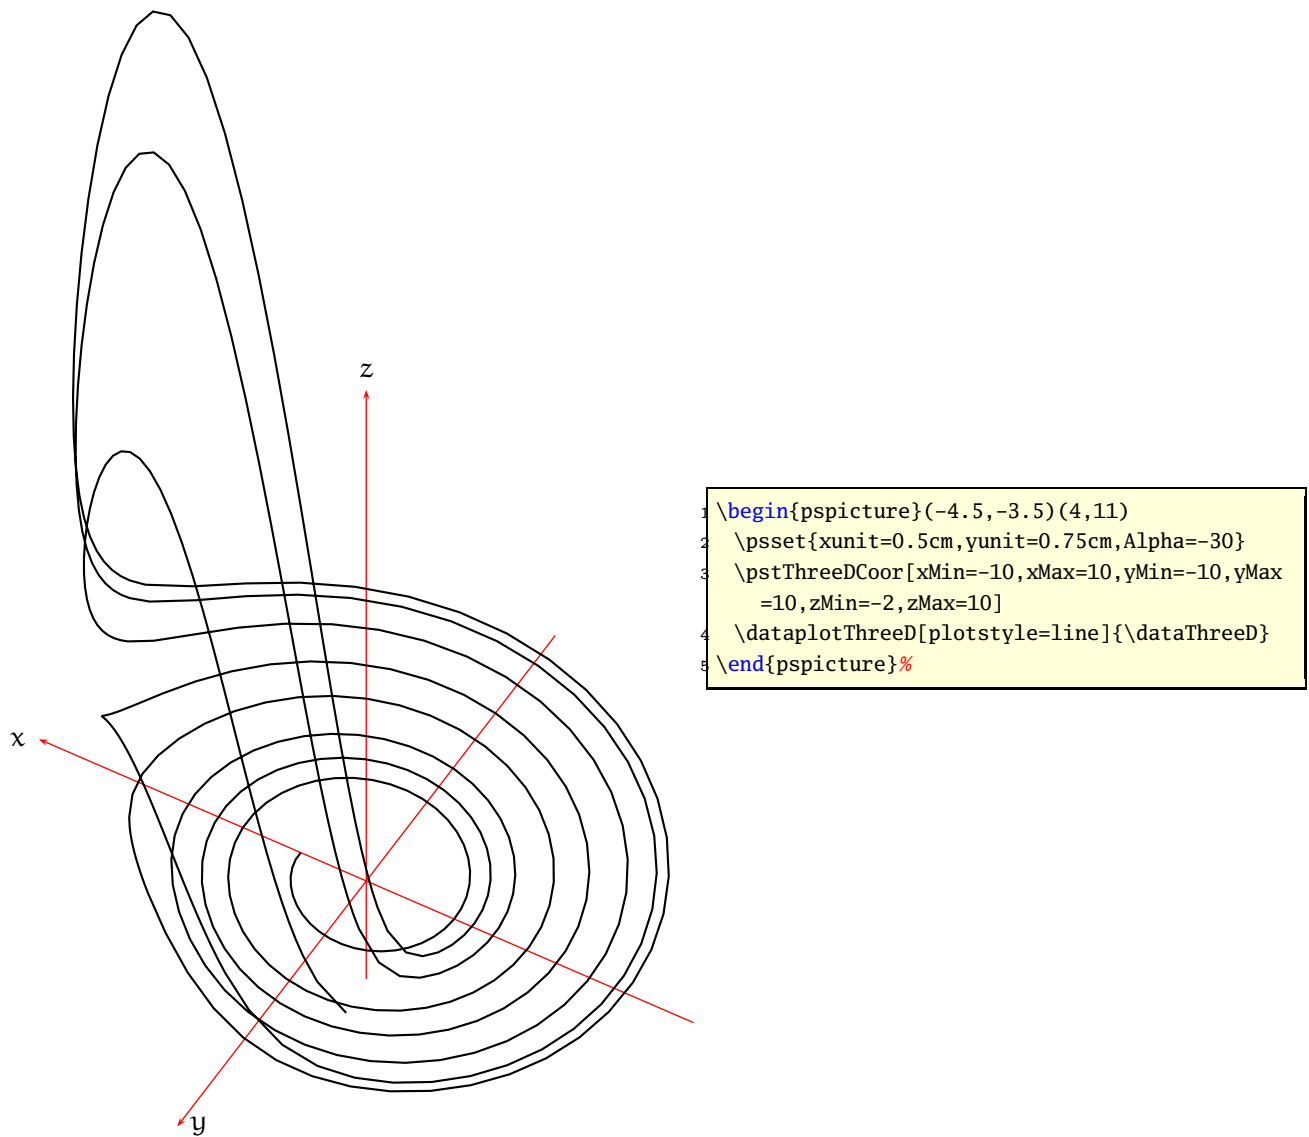 z
x
y
1 \begin{pspicture}(-4.5,-3.5)(4,11)
2 \psset{xunit=0.5cm,yunit=0.75cm,Alpha=-30}
3 \pstThreeDCoor[xMin=-10,xMax=10,yMin=-10,yMax
=10,zMin=-2,zMax=10]
4 \dataplotThreeD[plotstyle=line]{\dataThreeD}
5 \end{pspicture}%